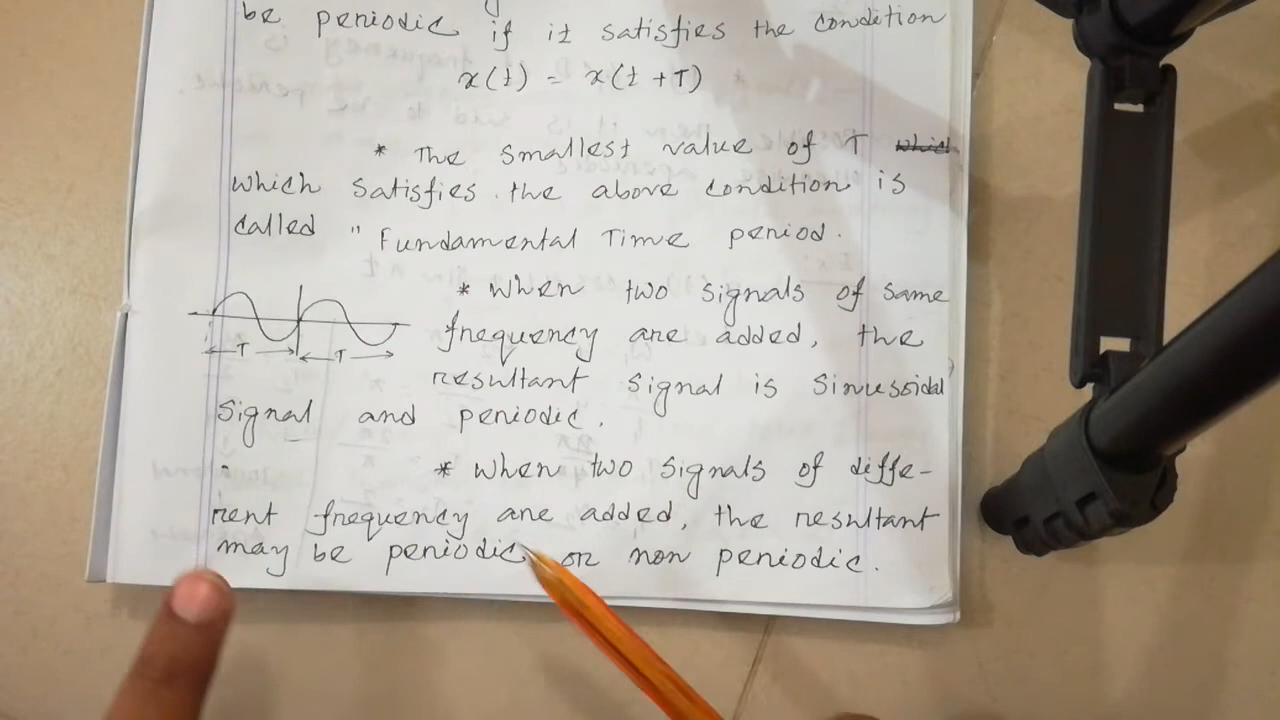 be periodic if it satisfies the condition
x(t) = x(t + T)
* The smallest value of T which
which satisfies the above condition is
called " Fundamental Time period.
* When two signals of same
frequency are added, the
resultant signal is sinusoidal
signal and periodic.
T T
* When two signals of diffe-
rent frequency are added, the resultant
may be periodic or non periodic.